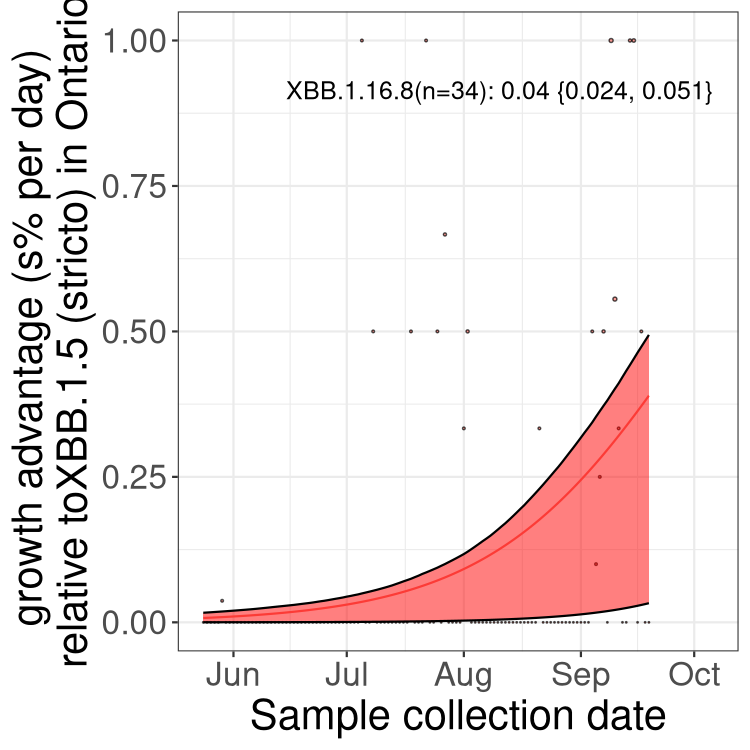 growth advantage (s% per day)
relative toXBB.1.5 (stricto) in Ontario
1.00
XBB.1.16.8(n=34): 0.04 {0.024, 0.051}
0.75
0.50
0.25
0.00
Jun Jul Aug Sep Oct
Sample collection date